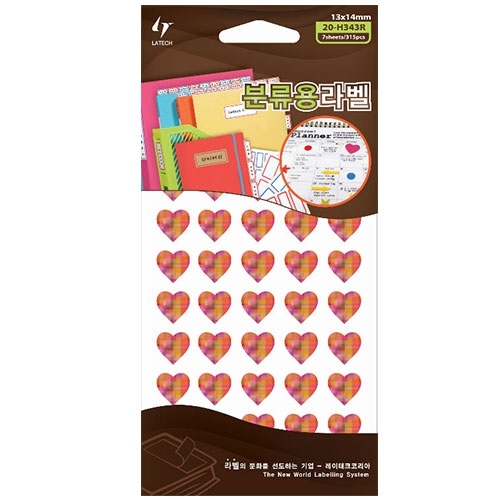 LATECH
13x14mm
20-H343R
7sheets/315pcs
분류용라벨
Planner
라벨의 문화를 선도하는 기업 - 레이테크코리아
The New World Labelling System